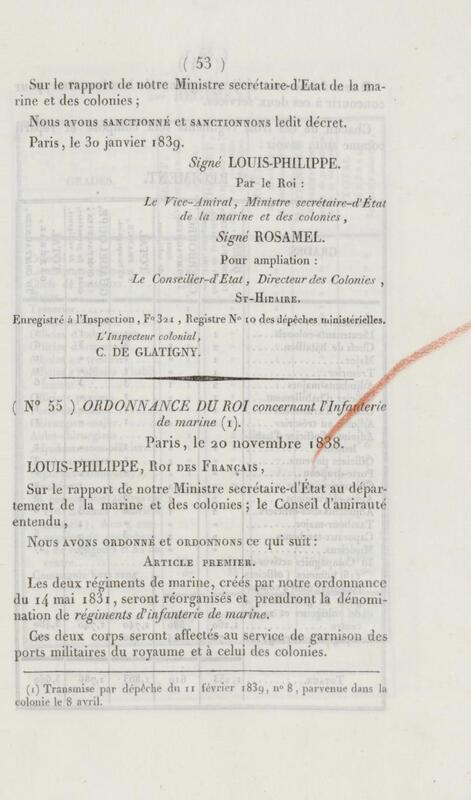 ( 53 )
Sur le rapport de notre Ministre secrétaire-d'Etat de la ma-
rine et des colonies ;
Nous avons SANCTIONNÉ et SANCTIONNONS ledit décret.
Paris, le 30 janvier 1839.
Signé LOUIS-PHILIPPE.
Par le Roi :
Le Vice-Amiral, Ministre secrétaire-d'État
de la marine et des colonies,
Signé ROSAMEL.
Pour ampliation :
Le Conseiller-d'Etat, Directeur des Colonies,
ST-HILAIRE.
Enregistré à l'Inspection, F° 321, Registre N° 10 des dépêches ministérielles.
L'Inspecteur colonial,
C. DE GLATIGNY.
( N° 55 ) ORDONNANCE DU ROI concernant l'Infanterie
de marine (1).
Paris, le 20 novembre 1838.
LOUIS-PHILIPPE, ROI DES FRANÇAIS,
Sur le rapport de notre Ministre secrétaire-d'État au dépar-
tement de la marine et des colonies ; le Conseil d'amirauté
entendu,
NOUS AVONS ORDONNÉ et ORDONNONS ce qui suit :
ARTICLE PREMIER.
Les deux régiments de marine, créés par notre ordonnance
du 14 mai 1831, seront réorganisés et prendront la dénomi-
nation de régiments d'infanterie de marine.
Ces deux corps seront affectés au service de garnison des
ports militaires du royaume et à celui des colonies.
(1) Transmise par dépêche du 11 février 1839, n° 8, parvenue dans la
colonie le 8 avril.